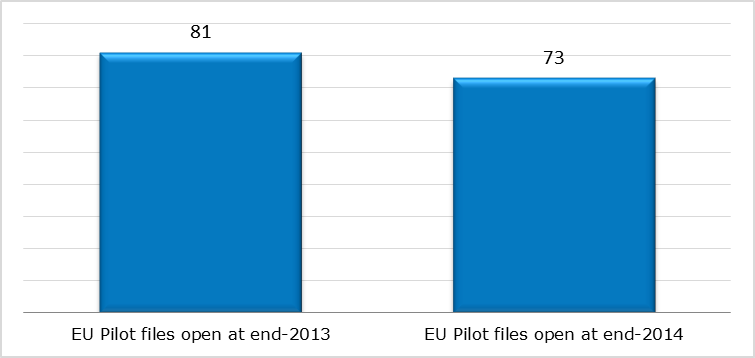 81
73
EU Pilot files open at end-2013
EU Pilot files open at end-2014